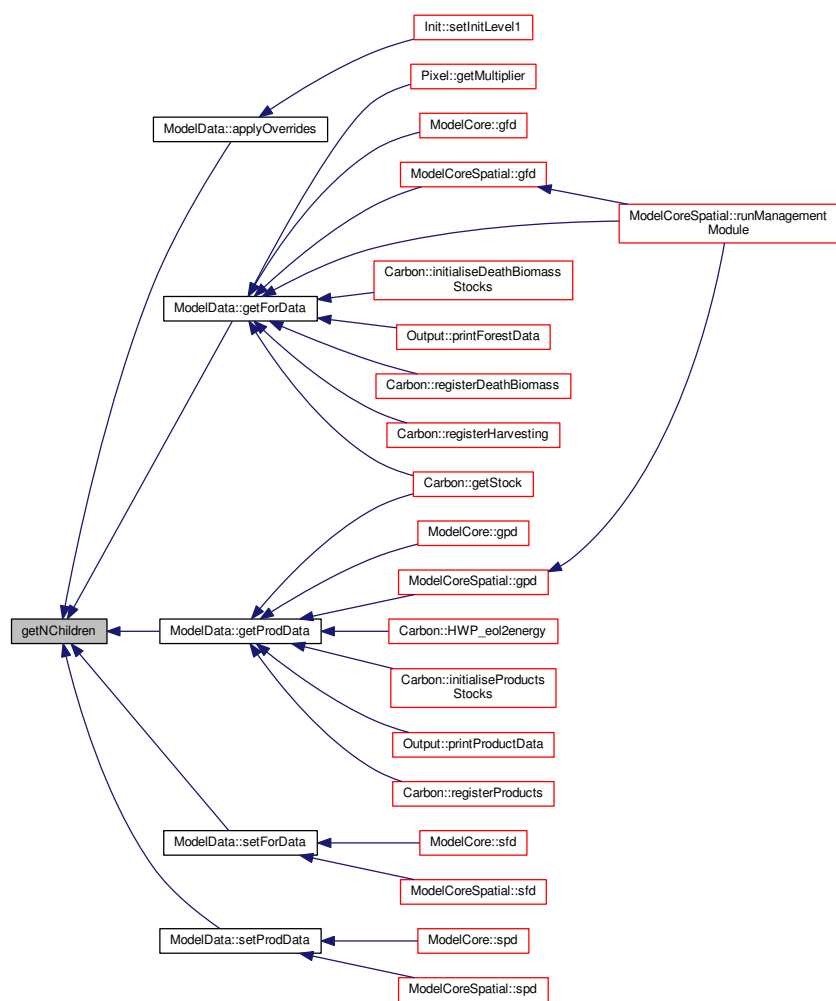 Init::setInitLevel1
Pixel::getMultiplier
ModelData::applyOverrides
ModelCore::gfd
ModelCoreSpatial::gfd
ModelCoreSpatial::runManagement
Module
Carbon::initialiseDeathBiomass
Stocks
ModelData::getForData
Output::printForestData
Carbon::registerDeathBiomass
Carbon::registerHarvesting
Carbon::getStock
ModelCore::gpd
ModelCoreSpatial::gpd
getNChildren
ModelData::getProdData
Carbon::HWP_eol2energy
Carbon::initialiseProducts
Stocks
Output::printProductData
Carbon::registerProducts
ModelData::setForData
ModelCore::sfd
ModelCoreSpatial::sfd
ModelData::setProdData
ModelCore::spd
ModelCoreSpatial::spd